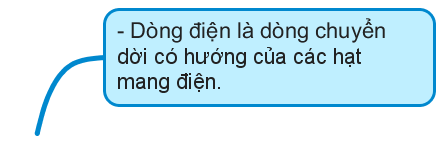 - Dòng điện là dòng chuyển
dời có hướng của các hạt
mang điện.